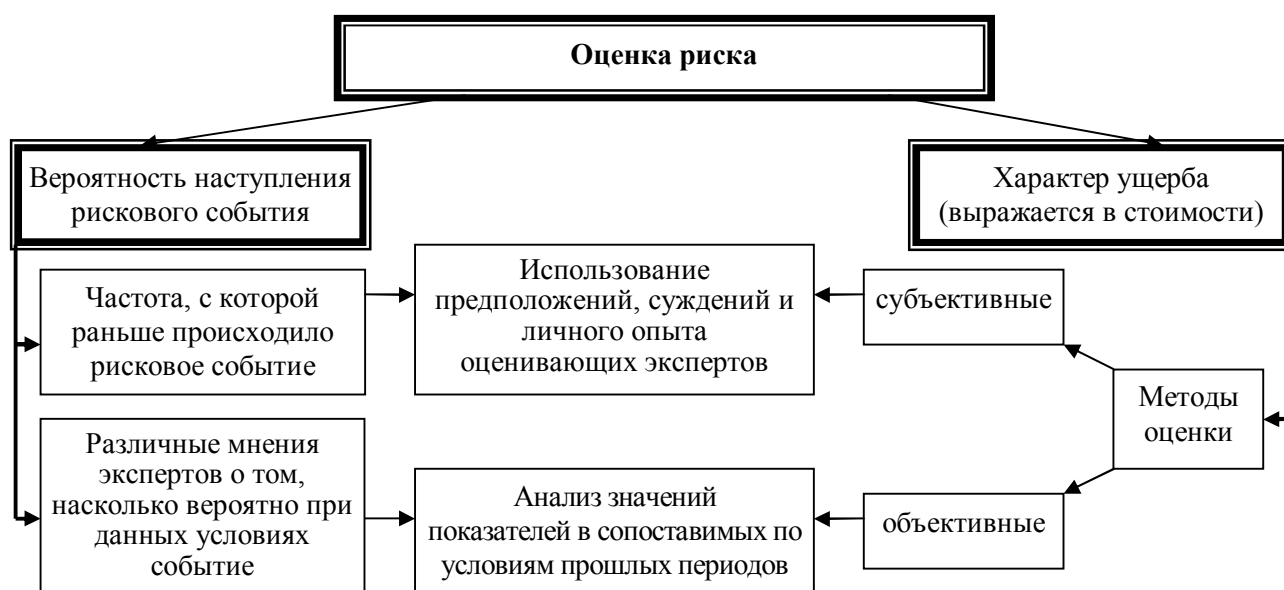 Оценка риска
Вероятность наступления
рискового события
Характер ущерба
(выражается в стоимости)
Частота, с которой
раньше происходило
рисковое событие
Использование
предположений, суждений и
личного опыта
оценивающих экспертов
субъективные
Методы
оценки
Различные мнения
экспертов о том,
насколько вероятно при
данных условиях
событие
Анализ значений
показателей в сопоставимых по
условиям прошлых периодов
объективные